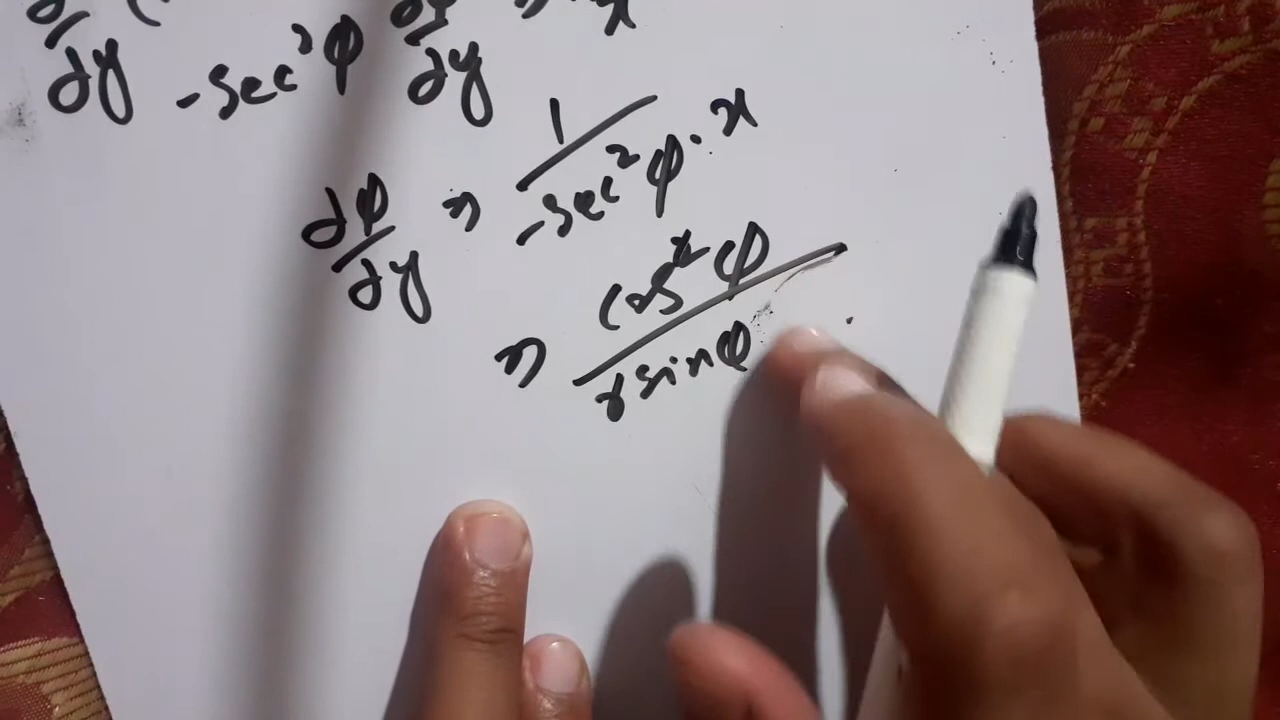 ∂/∂y
-sec²φ ∂φ/∂y = x
∂φ/∂y = 1/(-sec²φ · x)
= cos²φ/(r sinφ)